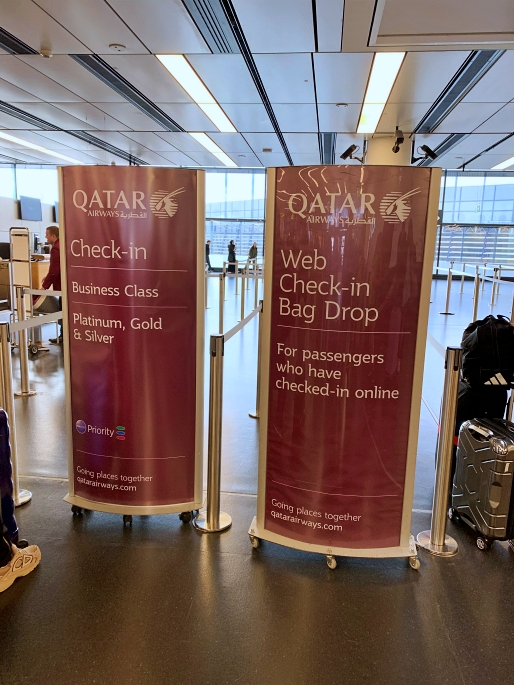 QATAR
AIRWAYS القطرية
Check-in
Business Class
Platinum, Gold
& Silver
Priority
Going places together
qatarairways.com
QATAR
AIRWAYS القطرية
Web
Check-in
Bag Drop
For passengers
who have
checked-in online
Going places together
qatarairways.com